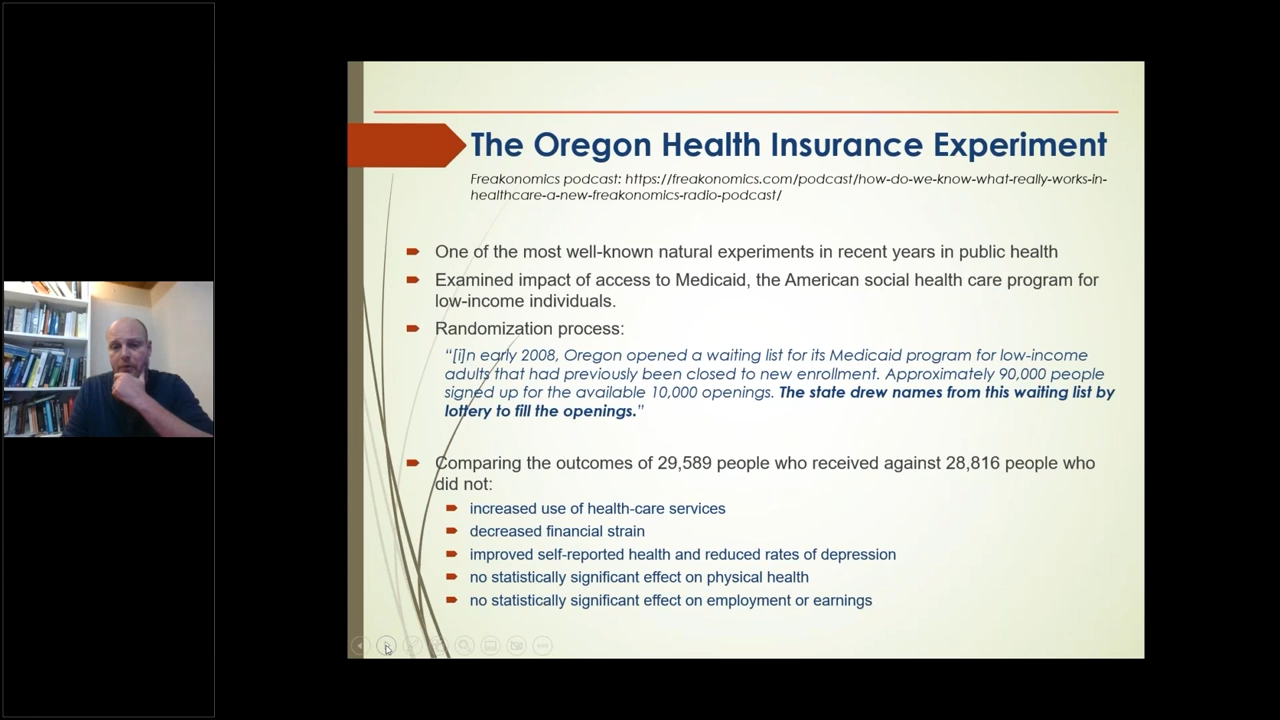 The Oregon Health Insurance Experiment
Freakonomics podcast: https://freakonomics.com/podcast/how-do-we-know-what-really-works-in-
healthcare-a-new-freakonomics-radio-podcast/
One of the most well-known natural experiments in recent years in public health
Examined impact of access to Medicaid, the American social health care program for
low-income individuals.
Randomization process:
“[i]n early 2008, Oregon opened a waiting list for its Medicaid program for low-income
adults that had previously been closed to new enrollment. Approximately 90,000 people
signed up for the available 10,000 openings. The state drew names from this waiting list by
lottery to fill the openings.”
Comparing the outcomes of 29,589 people who received against 28,816 people who
did not:
increased use of health-care services
decreased financial strain
improved self-reported health and reduced rates of depression
no statistically significant effect on physical health
no statistically significant effect on employment or earnings